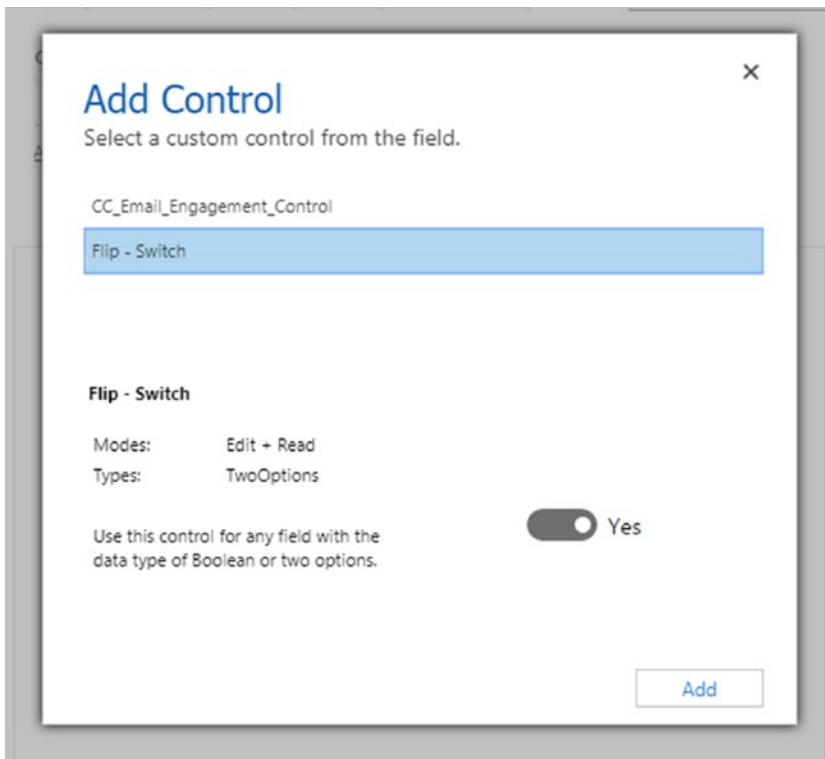 Add Control
Select a custom control from the field.
CC_Email_Engagement_Control
Flip - Switch
Flip - Switch
Modes: Edit + Read
Types: TwoOptions
Use this control for any field with the
data type of Boolean or two options.
Yes
Add